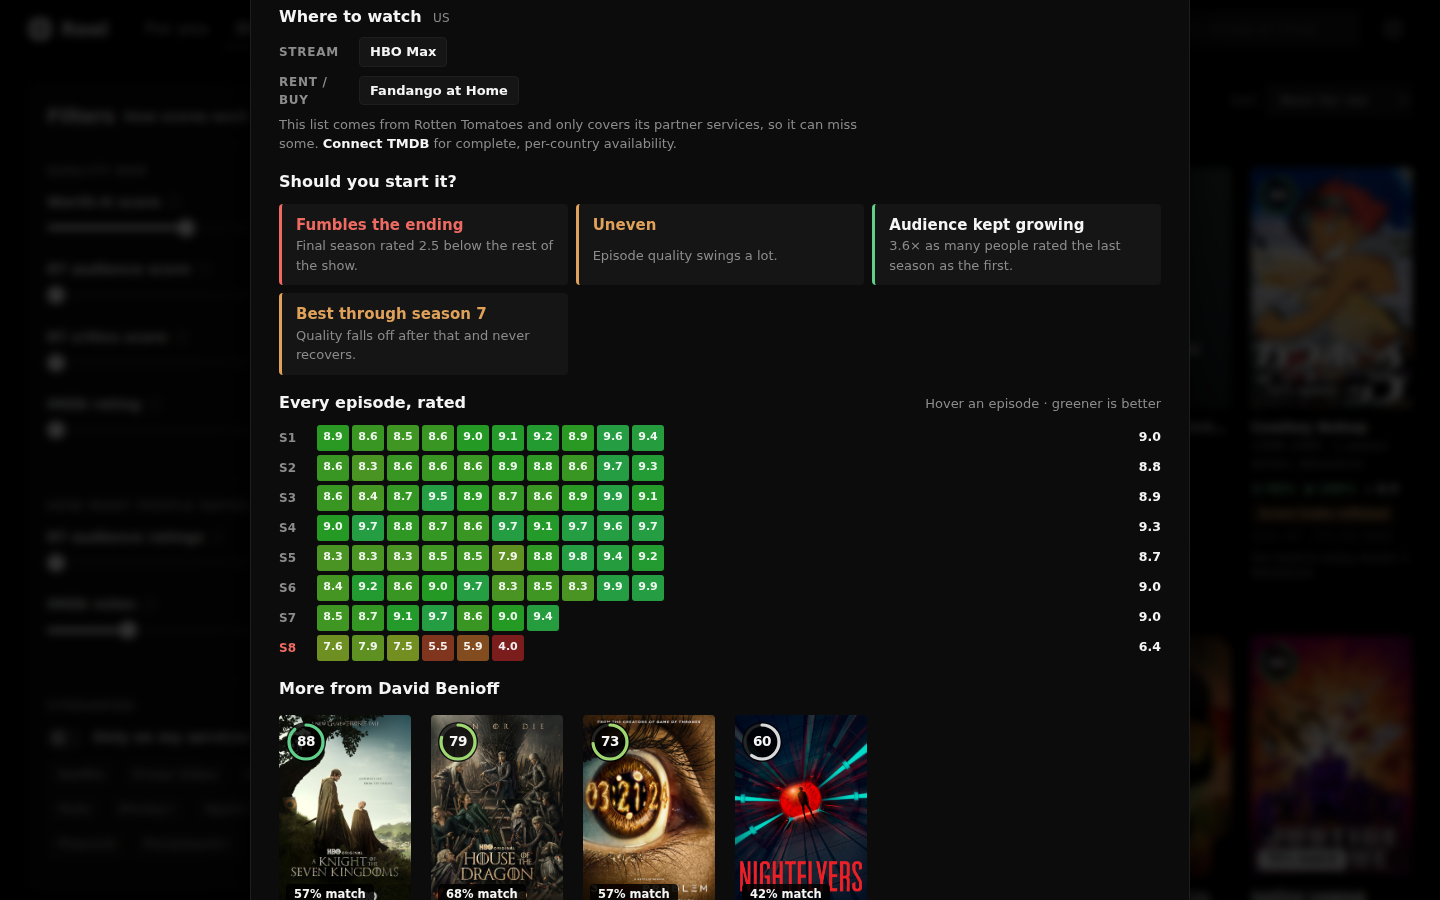 Where to watch US
STREAM HBO Max
RENT / BUY Fandango at Home
This list comes from Rotten Tomatoes and only covers its partner services, so it can miss
some. Connect TMDB for complete, per-country availability.
Should you start it?
Fumbles the ending
Final season rated 2.5 below the rest of
the show.
Uneven
Episode quality swings a lot.
Audience kept growing
3.6× as many people rated the last
season as the first.
Best through season 7
Quality falls off after that and never
recovers.
Every episode, rated
Hover an episode · greener is better
S1 8.9 8.6 8.5 8.6 9.0 9.1 9.2 8.9 9.6 9.4 9.0
S2 8.6 8.3 8.6 8.6 8.6 8.9 8.8 8.6 9.7 9.3 8.8
S3 8.6 8.4 8.7 9.5 8.9 8.7 8.6 8.9 9.9 9.1 8.9
S4 9.0 9.7 8.8 8.7 8.6 9.7 9.1 9.7 9.6 9.7 9.3
S5 8.3 8.3 8.3 8.5 8.5 7.9 8.8 9.8 9.4 9.2 8.7
S6 8.4 9.2 8.6 9.0 9.7 8.3 8.5 8.3 9.9 9.9 9.0
S7 8.5 8.7 9.1 9.7 8.6 9.0 9.4 9.0
S8 7.6 7.9 7.5 5.5 5.9 4.0 6.4
More from David Benioff
88
HBO ORIGINAL
A KNIGHT OF THE
SEVEN KINGDOMS
57% match
79
HBO ORIGINAL
HOUSE OF THE
DRAGON
68% match
FROM THE CREATORS OF GAME OF THRONES
73
57% match
60
NIGHTFLYERS
42% match